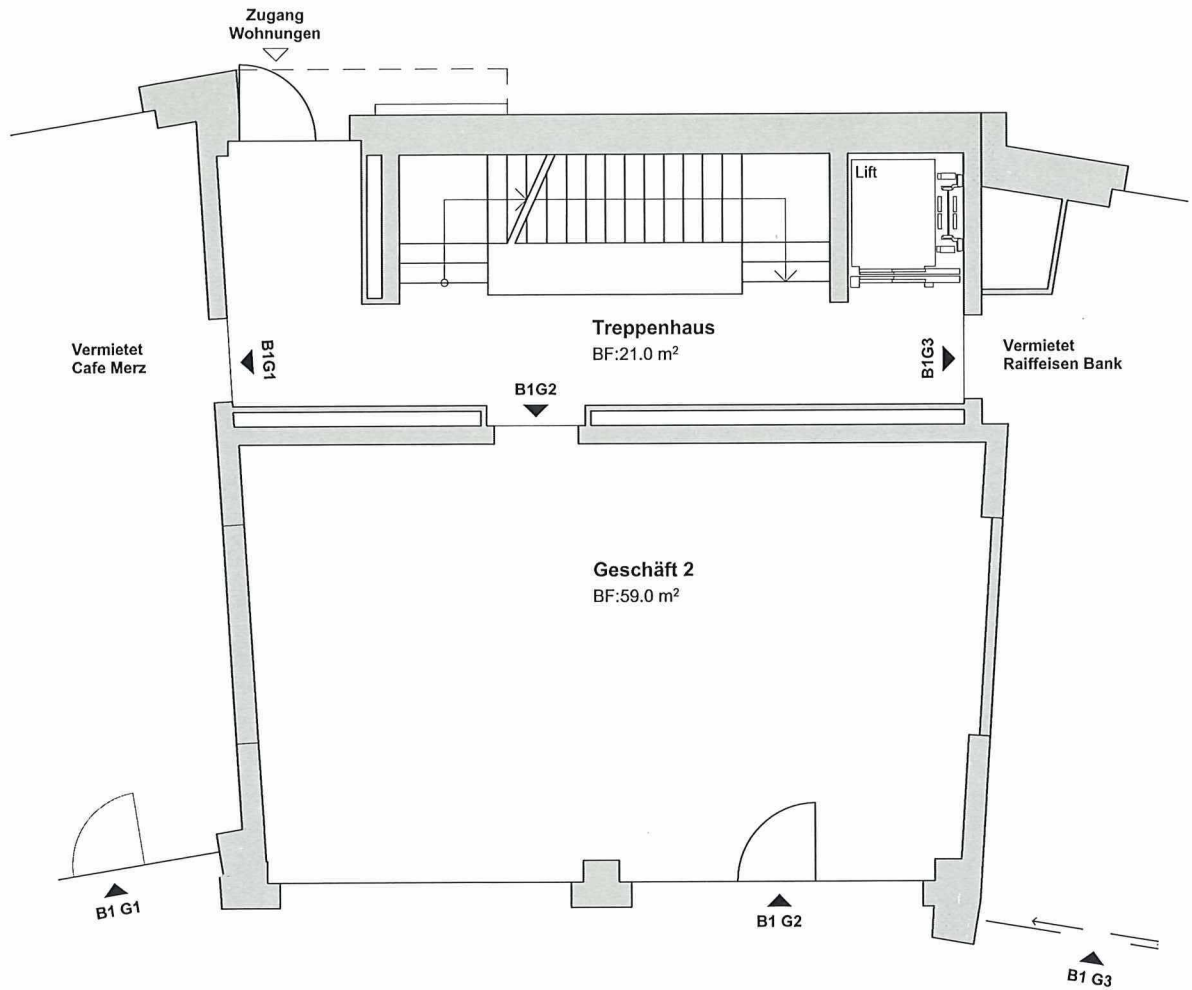 Zugang
Wohnungen
Lift
Treppenhaus
BF:21.0 m²
Vermietet
Cafe Merz
B1G1
B1G2
B1G3
Vermietet
Raiffeisen Bank
Geschäft 2
BF:59.0 m²
B1 G1
B1 G2
B1 G3